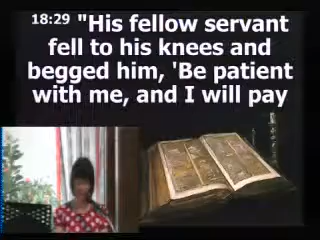 18:29 "His fellow servant
fell to his knees and
begged him, 'Be patient
with me, and I will pay